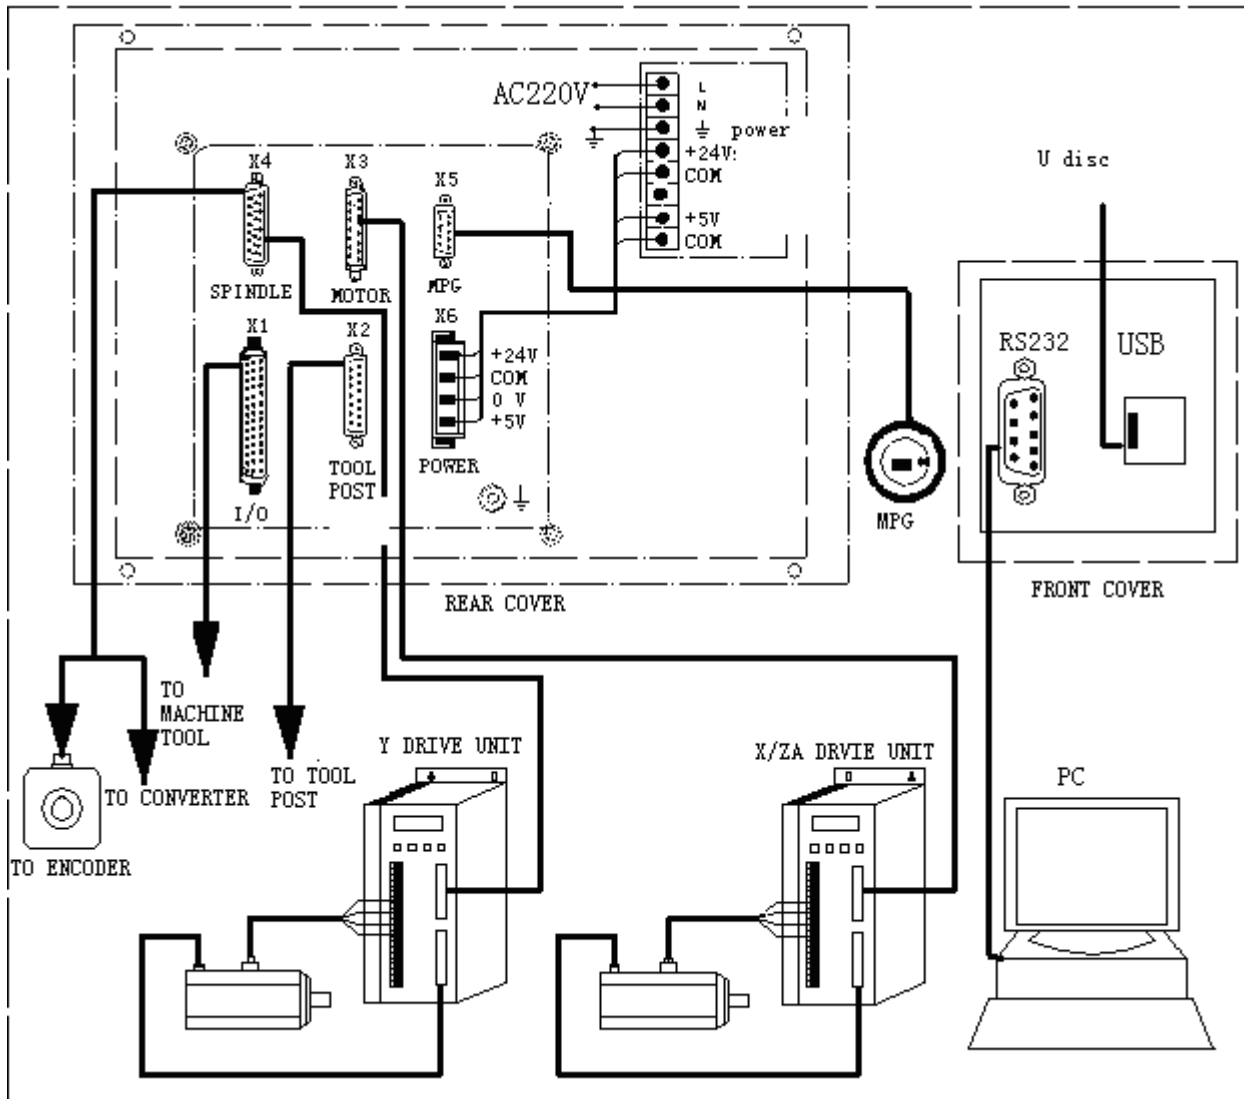 AC220V
L
N
power
+24V:
COM
+5V
COM
U disc
X4
X3
X5
SPINDLE
MOTOR
MPG
X1
X2
X6
+24V
COM
0 V
+5V
TOOL
POST
POWER
I/O
REAR COVER
MPG
RS232
USB
FRONT COVER
TO
MACHINE
TOOL
TO CONVERTER
TO TOOL
POST
TO ENCODER
Y DRIVE UNIT
X/ZA DRVIE UNIT
PC